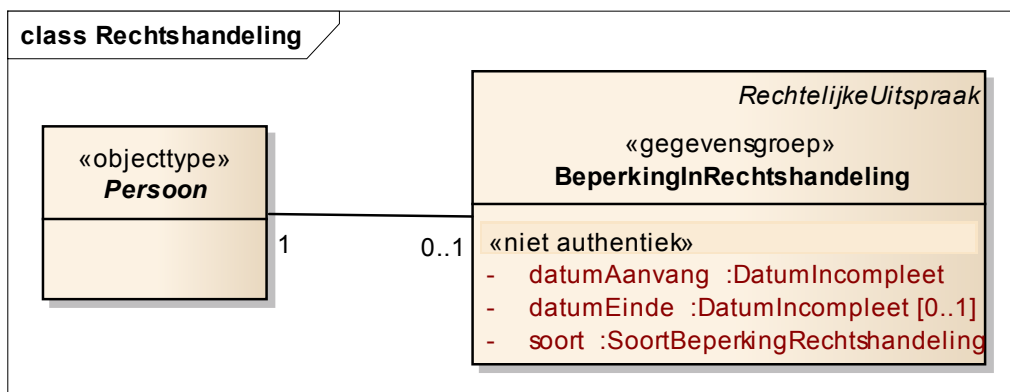 class Rechtshandeling
«objecttype»
Persoon
1
0..1
RechtelijkeUitspraak
«gegevensgroep»
BeperkingInRechtshandeling
«niet authentiek»
- datumAanvang :DatumIncompleet
- datumEinde :DatumIncompleet [0..1]
- soort :SoortBeperkingRechtshandeling